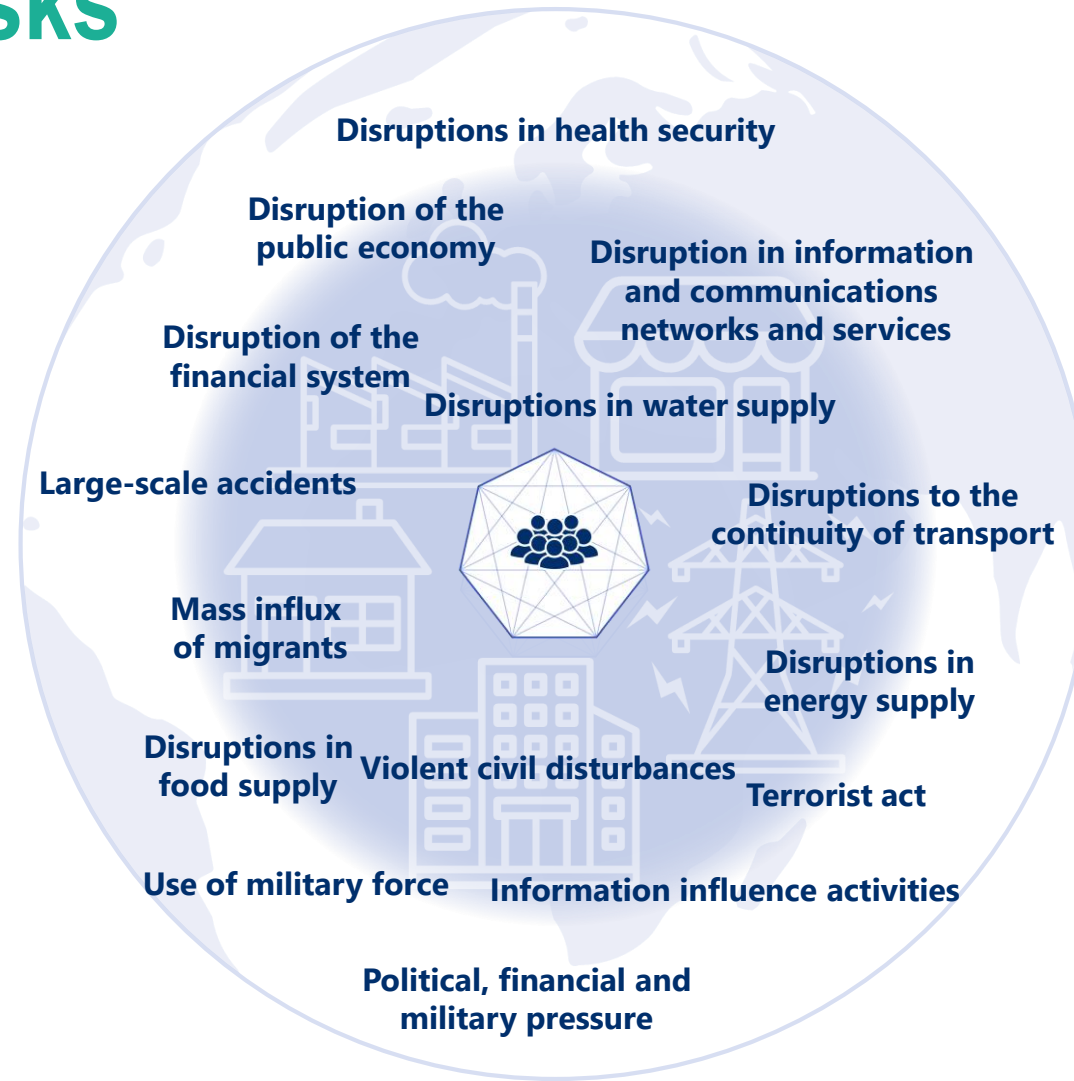 Disruptions in health security
Disruption of the
public economy
Disruption in information
and communications
networks and services
Disruption of the
financial system
Disruptions in water supply
Large-scale accidents
Disruptions to the
continuity of transport
Mass influx
of migrants
Disruptions in
energy supply
Disruptions in
food supply
Violent civil disturbances
Terrorist act
Use of military force
Information influence activities
Political, financial and
military pressure